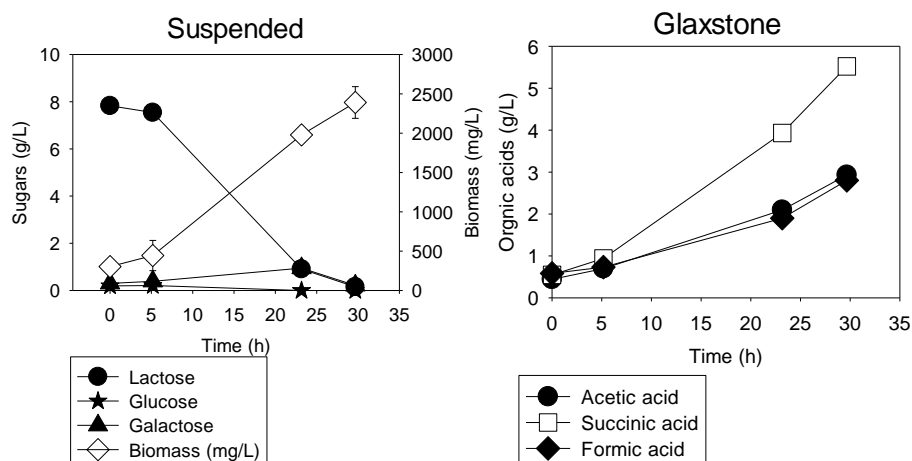 Suspended
10
8
6
4
2
0
Sugars (g/L)
3000
2500
2000
1500
1000
500
0
Biomass (mg/L)
0 5 10 15 20 25 30 35
Time (h)
Lactose
Glucose
Galactose
Biomass (mg/L)
Glaxstone
6
5
4
3
2
1
0
Orgnic acids (g/L)
0 5 10 15 20 25 30 35
Time (h)
Acetic acid
Succinic acid
Formic acid